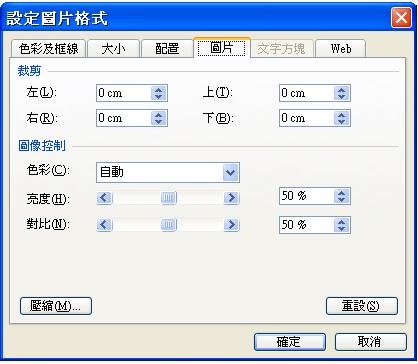 設定圖片格式
色彩及框線 大小 配置 圖片 文字方塊 Web
裁剪
左(L): 0 cm 上(T): 0 cm
右(R): 0 cm 下(B): 0 cm
圖像控制
色彩(C): 自動
亮度(H): 50 %
對比(N): 50 %
壓縮(M)... 重設(S)
確定 取消